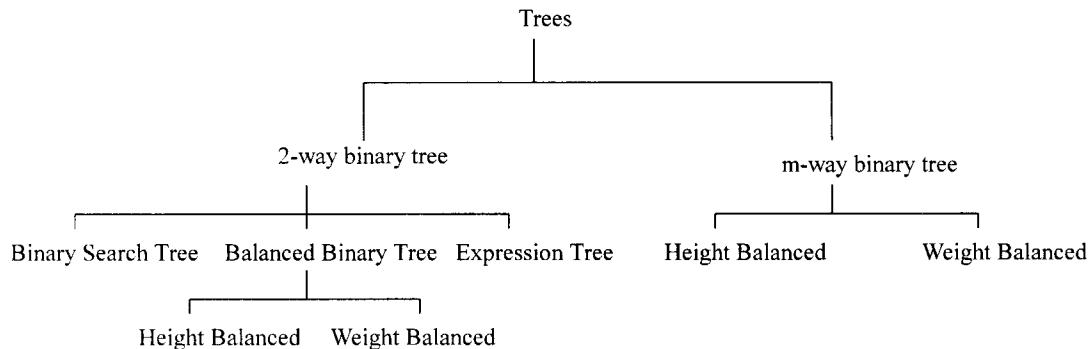 Trees
2-way binary tree
m-way binary tree
Binary Search Tree
Balanced Binary Tree
Expression Tree
Height Balanced
Weight Balanced
Height Balanced
Weight Balanced